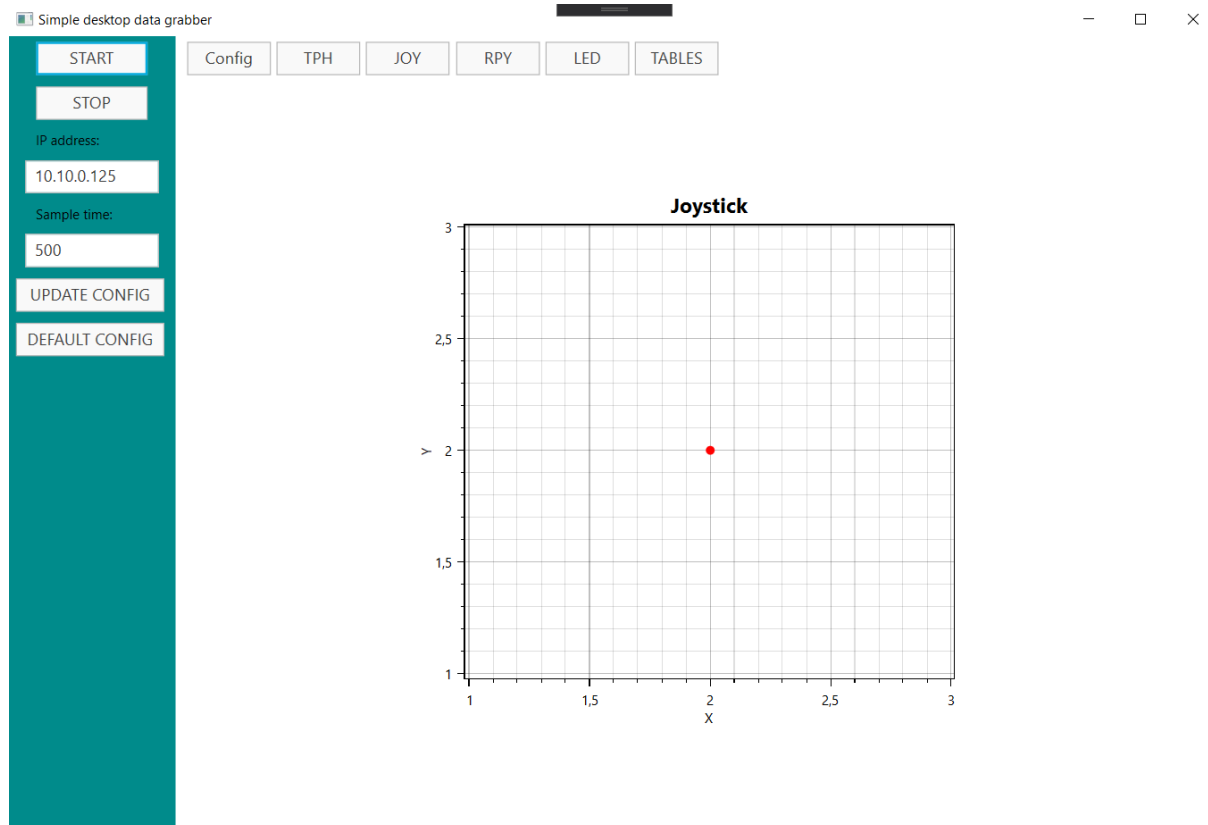 Simple desktop data grabber
START
STOP
IP address:
10.10.0.125
Sample time:
500
UPDATE CONFIG
DEFAULT CONFIG
Config TPH JOY RPY LED TABLES
Joystick
3
2,5
2
1,5
1
Y
1 1,5 2 2,5 3
X